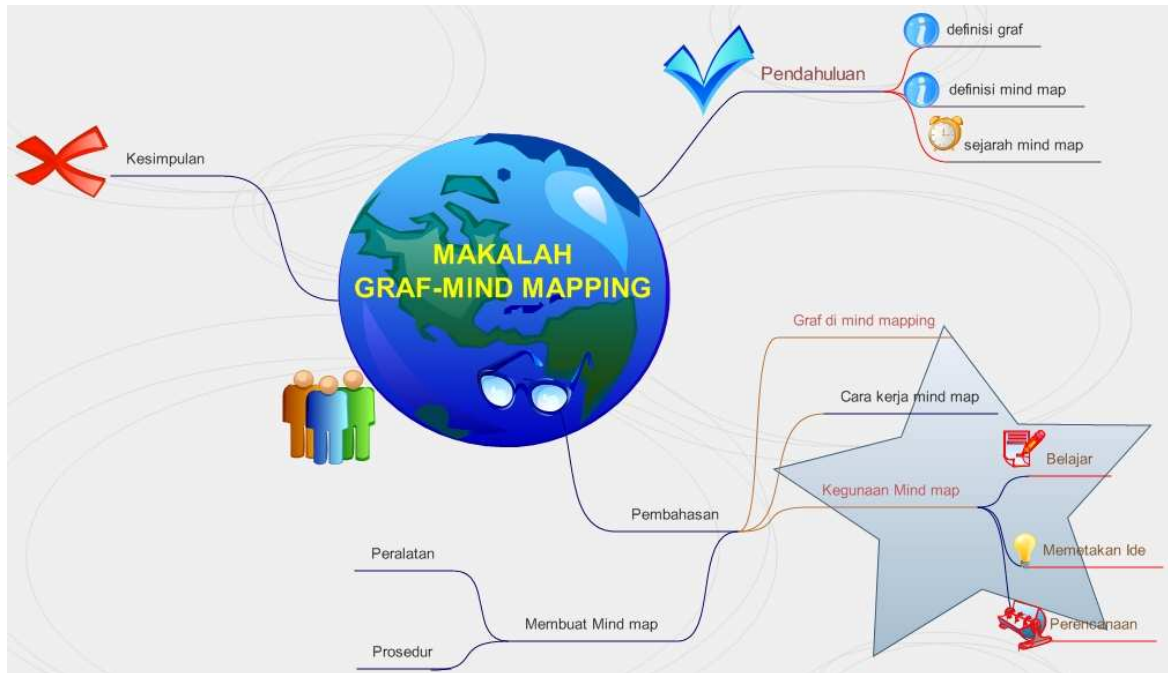 MAKALAH
GRAF-MIND MAPPING
Pendahuluan
definisi graf
definisi mind map
sejarah mind map
Kesimpulan
Pembahasan
Graf di mind mapping
Cara kerja mind map
Kegunaan Mind map
Belajar
Memetakan Ide
Perencanaan
Membuat Mind map
Peralatan
Prosedur